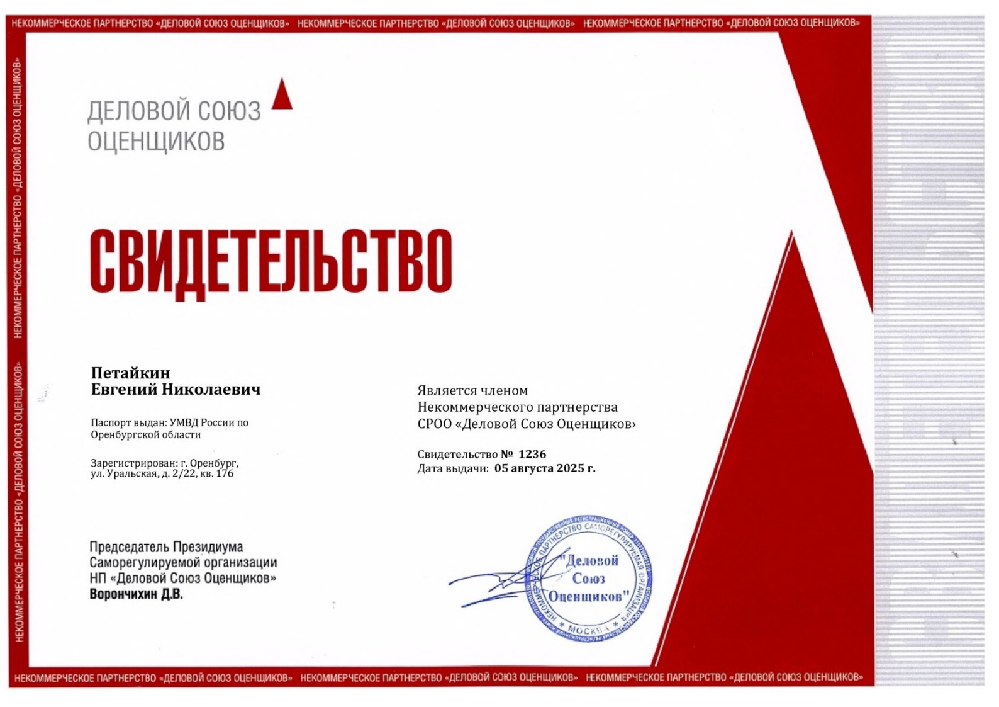 НЕКОММЕРЧЕСКОЕ ПАРТНЕРСТВО «ДЕЛОВОЙ СОЮЗ ОЦЕНЩИКОВ» НЕКОММЕРЧЕСКОЕ ПАРТНЕРСТВО «ДЕЛОВОЙ СОЮЗ ОЦЕНЩИКОВ» НЕКОММЕРЧЕСКОЕ ПАРТНЕРСТВО «ДЕЛОВОЙ СОЮЗ ОЦЕНЩИКОВ»
НЕКОММЕРЧЕСКОЕ ПАРТНЕРСТВО «ДЕЛОВОЙ СОЮЗ ОЦЕНЩИКОВ» НЕКОММЕРЧЕСКОЕ ПАРТНЕРСТВО «ДЕЛОВОЙ СОЮЗ ОЦЕНЩИКОВ»
ДЕЛОВОЙ СОЮЗ
ОЦЕНЩИКОВ
СВИДЕТЕЛЬСТВО
Петайкин
Евгений Николаевич
Паспорт выдан: УМВД России по
Оренбургской области
Зарегистрирован: г. Оренбург,
ул. Уральская, д. 2/22, кв. 176
Является членом
Некоммерческого партнерства
СРОО «Деловой Союз Оценщиков»
Свидетельство № 1236
Дата выдачи: 05 августа 2025 г.
Председатель Президиума
Саморегулируемой организации
НП «Деловой Союз Оценщиков»
Ворончихин Д.В.
НЕКОММЕРЧЕСКОЕ ПАРТНЕРСТВО САМОРЕГУЛИРУЕМАЯ ОРГАНИЗАЦИЯ
"Деловой
Союз
Оценщиков"
* МОСКВА *
НЕКОММЕРЧЕСКОЕ ПАРТНЕРСТВО «ДЕЛОВОЙ СОЮЗ ОЦЕНЩИКОВ» НЕКОММЕРЧЕСКОЕ ПАРТНЕРСТВО «ДЕЛОВОЙ СОЮЗ ОЦЕНЩИКОВ» НЕКОММЕРЧЕСКОЕ ПАРТНЕРСТВО «ДЕЛОВОЙ СОЮЗ ОЦЕНЩИКОВ»